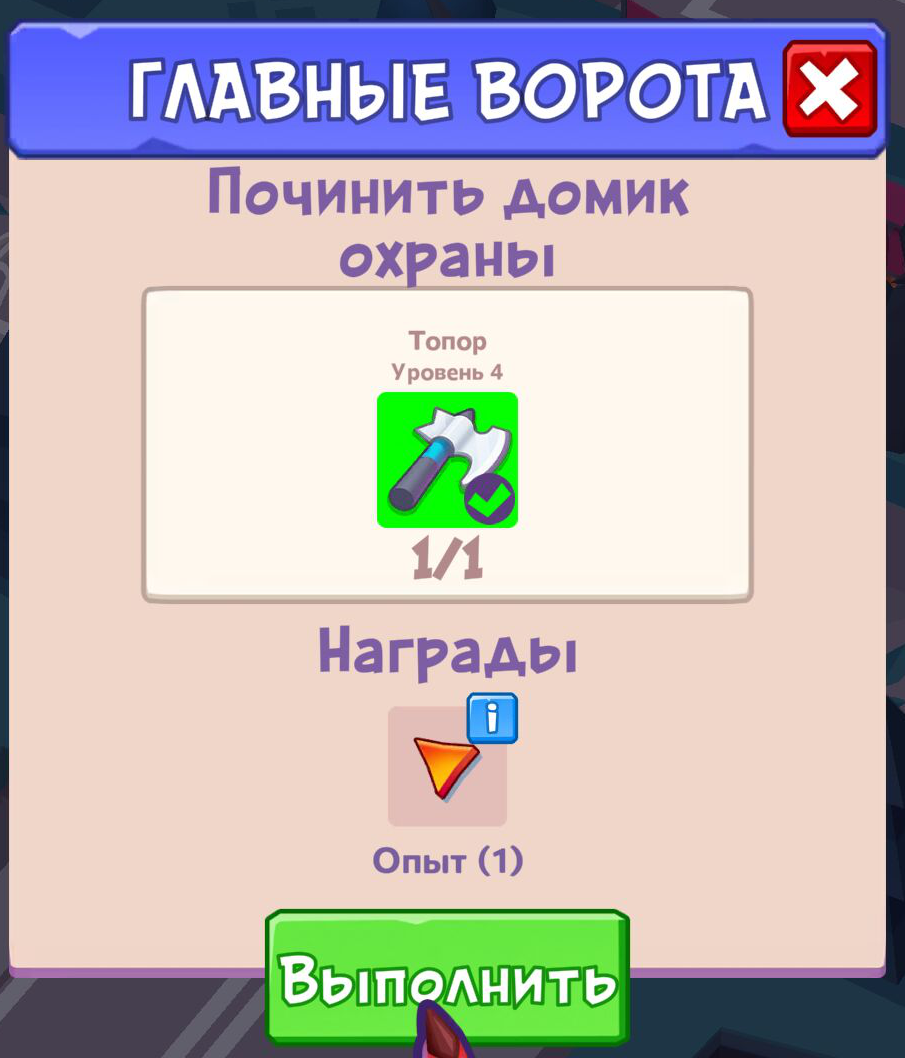 ГЛАВНЫЕ ВОРОТА
Починить домик
охраны
Топор
Уровень 4
1/1
Награды
i
Опыт (1)
Выполнить